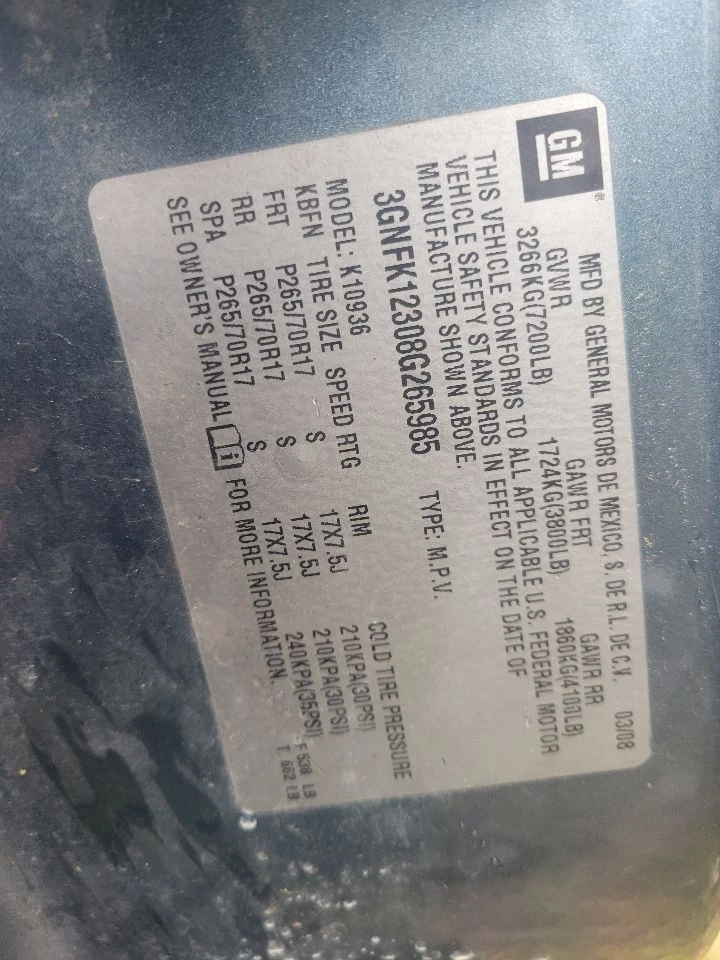 GM
MFD BY GENERAL MOTORS DE MEXICO, S. DE R.L. DE C.V. 03/08
GVWR GAWR FRT GAWR RR
3266KG(7200LB) 1724KG(3800LB) 1860KG(4100LB)
THIS VEHICLE CONFORMS TO ALL APPLICABLE U.S. FEDERAL MOTOR
VEHICLE SAFETY STANDARDS IN EFFECT ON THE DATE OF
MANUFACTURE SHOWN ABOVE.
3GNFK12308G265985 TYPE: M.P.V.
MODEL: K10936
KBFN TIRE SIZE SPEED RTG RIM COLD TIRE PRESSURE
FRT P265/70R17 S 17X7.5J 210KPA(30PSI)
RR P265/70R17 S 17X7.5J 210KPA(30PSI)
SPA P265/70R17 S 17X7.5J 240KPA(35PSI)
SEE OWNER'S MANUAL i FOR MORE INFORMATION.
F 538 LB
T 662 LB